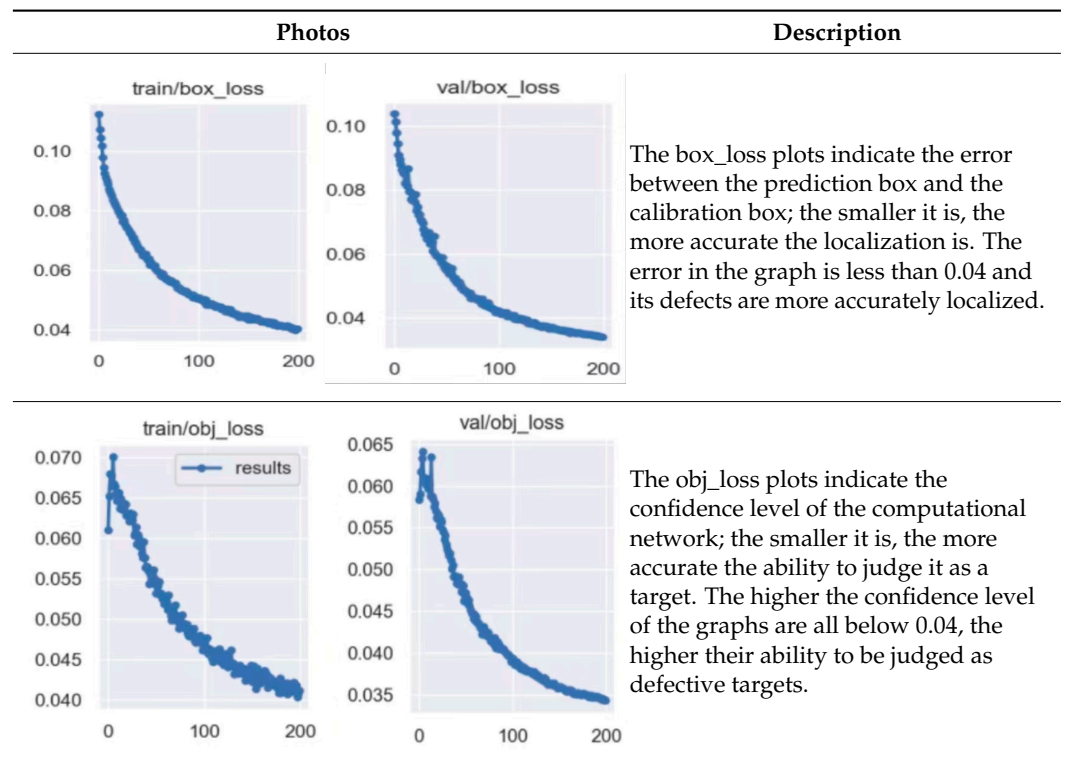 Photos Description
train/box_loss
0.10
0.08
0.06
0.04
0 100 200
val/box_loss
0.10
0.08
0.06
0.04
0 100 200
The box_loss plots indicate the error
between the prediction box and the
calibration box; the smaller it is, the
more accurate the localization is. The
error in the graph is less than 0.04 and
its defects are more accurately localized.
train/obj_loss
results
0.070
0.065
0.060
0.055
0.050
0.045
0.040
0 100 200
val/obj_loss
0.065
0.060
0.055
0.050
0.045
0.040
0.035
0 100 200
The obj_loss plots indicate the
confidence level of the computational
network; the smaller it is, the more
accurate the ability to judge it as a
target. The higher the confidence level
of the graphs are all below 0.04, the
higher their ability to be judged as
defective targets.